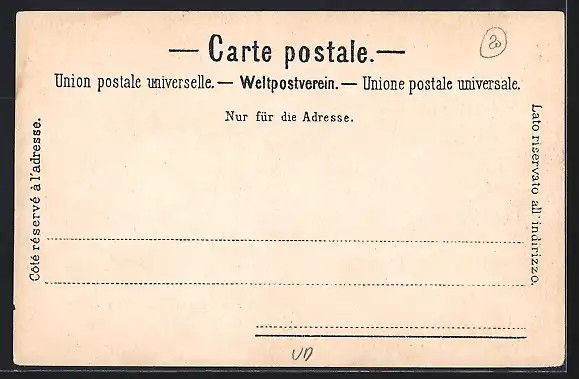 — Carte postale. —
Union postale universelle. — Weltpostverein. — Unione postale universale.
Nur für die Adresse.
Côté réservé à l'adresse.
Lato riservato all' indirizzo.
VD